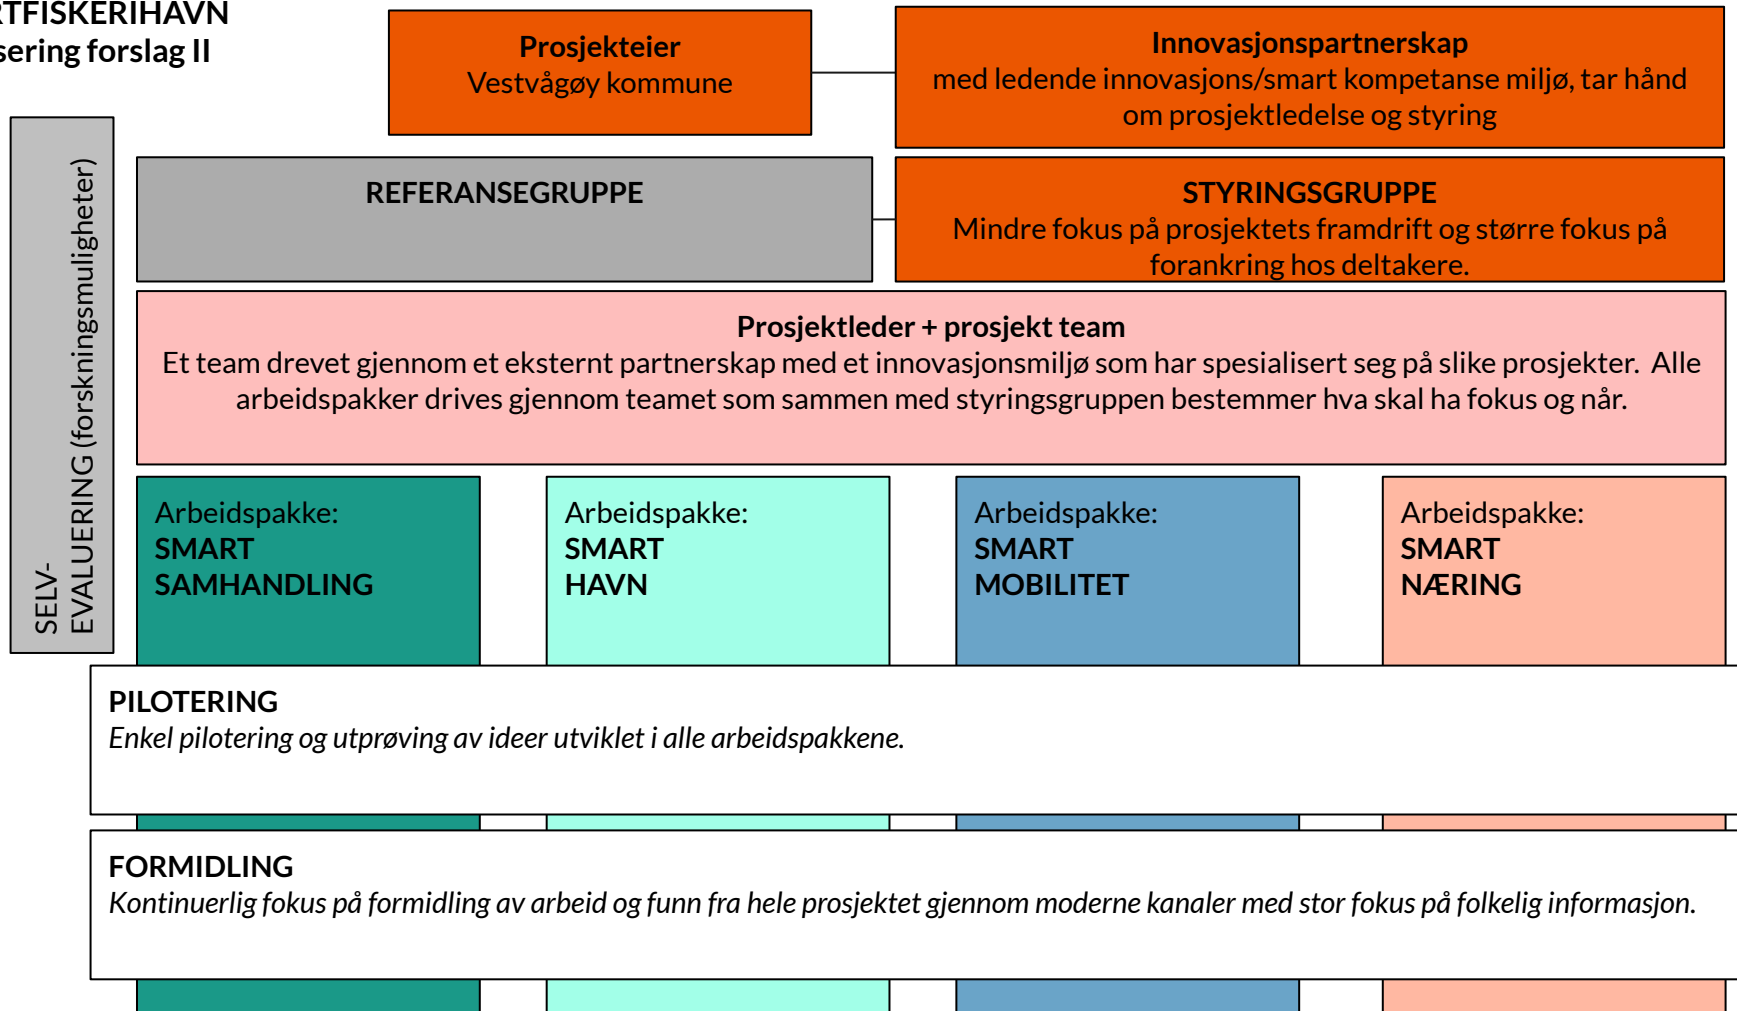 RTFISKERIHAVN
sering forslag II
Prosjekteier
Vestvågøy kommune
Innovasjonspartnerskap
med ledende innovasjons/smart kompetanse miljø, tar hånd
om prosjektledelse og styring
SELV-
EVALUERING (forskningsmuligheter)
REFERANSEGRUPPE
STYRINGSGRUPPE
Mindre fokus på prosjektets framdrift og større fokus på
forankring hos deltakere.
Prosjektleder + prosjekt team
Et team drevet gjennom et eksternt partnerskap med et innovasjonsmiljø som har spesialisert seg på slike prosjekter.  Alle
arbeidspakker drives gjennom teamet som sammen med styringsgruppen bestemmer hva skal ha fokus og når.
Arbeidspakke:
SMART
SAMHANDLING
Arbeidspakke:
SMART
HAVN
Arbeidspakke:
SMART
MOBILITET
Arbeidspakke:
SMART
NÆRING
PILOTERING
Enkel pilotering og utprøving av ideer utviklet i alle arbeidspakkene.
FORMIDLING
Kontinuerlig fokus på formidling av arbeid og funn fra hele prosjektet gjennom moderne kanaler med stor fokus på folkelig informasjon.